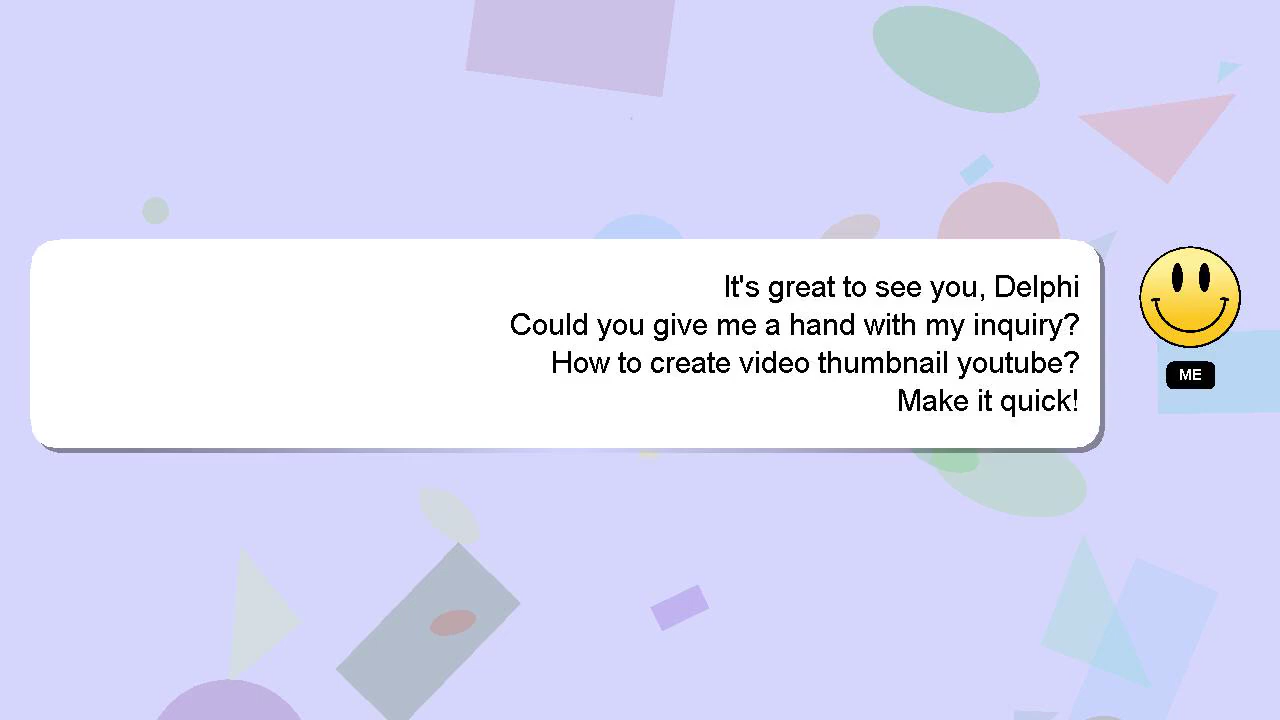 It's great to see you, Delphi
Could you give me a hand with my inquiry?
How to create video thumbnail youtube?
Make it quick!
ME